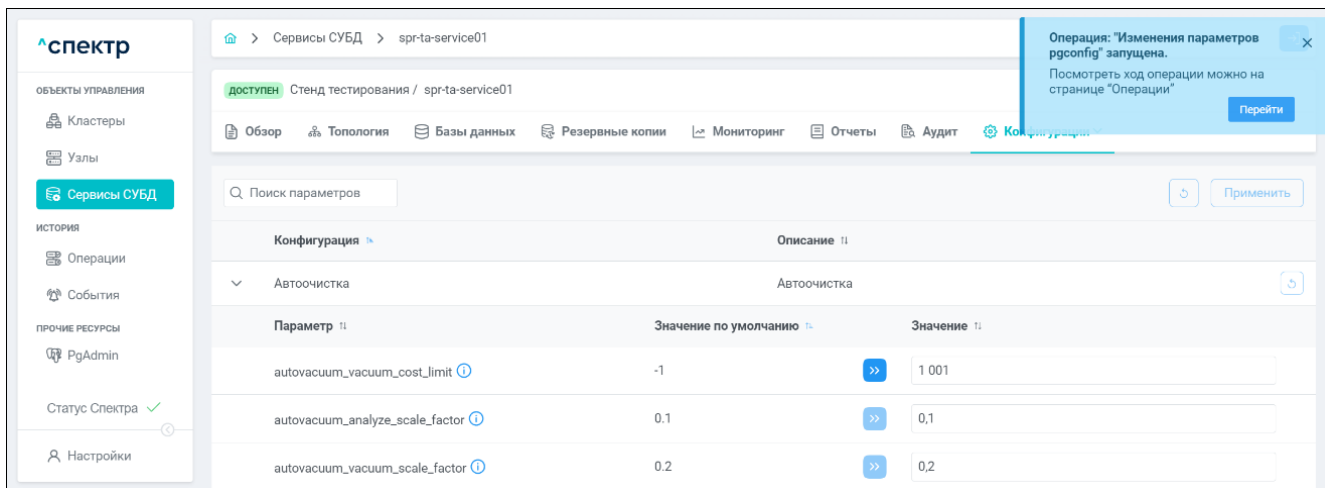 ^спектр
ОБЪЕКТЫ УПРАВЛЕНИЯ
Кластеры
Узлы
Сервисы СУБД
ИСТОРИЯ
Операции
События
ПРОЧИЕ РЕСУРСЫ
PgAdmin
Статус Спектра
Настройки
> Сервисы СУБД > spr-ta-service01
ДОСТУПЕН Стенд тестирования / spr-ta-service01
Обзор Топология Базы данных Резервные копии Мониторинг Отчеты Аудит Конфигурации
Операция: "Изменения параметров
pgconfig" запущена.
Посмотреть ход операции можно на
странице "Операции"
Перейти
Поиск параметров
Применить
Конфигурация Описание
Автоочистка Автоочистка
Параметр Значение по умолчанию Значение
autovacuum_vacuum_cost_limit -1 1 001
autovacuum_analyze_scale_factor 0.1 0,1
autovacuum_vacuum_scale_factor 0.2 0,2